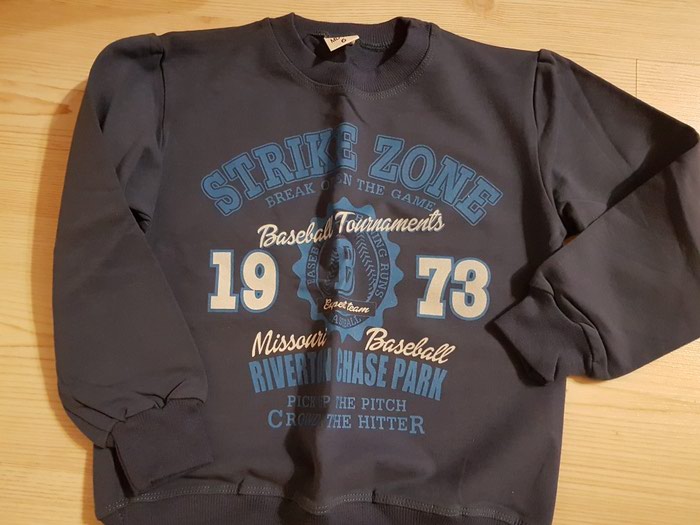 STRIKE ZONE
BREAK OPEN THE GAME
Baseball Tournaments
19 73
B
Expert team
Missouri Baseball
RIVERTON CHASE PARK
PICK UP THE PITCH
THE HITTER